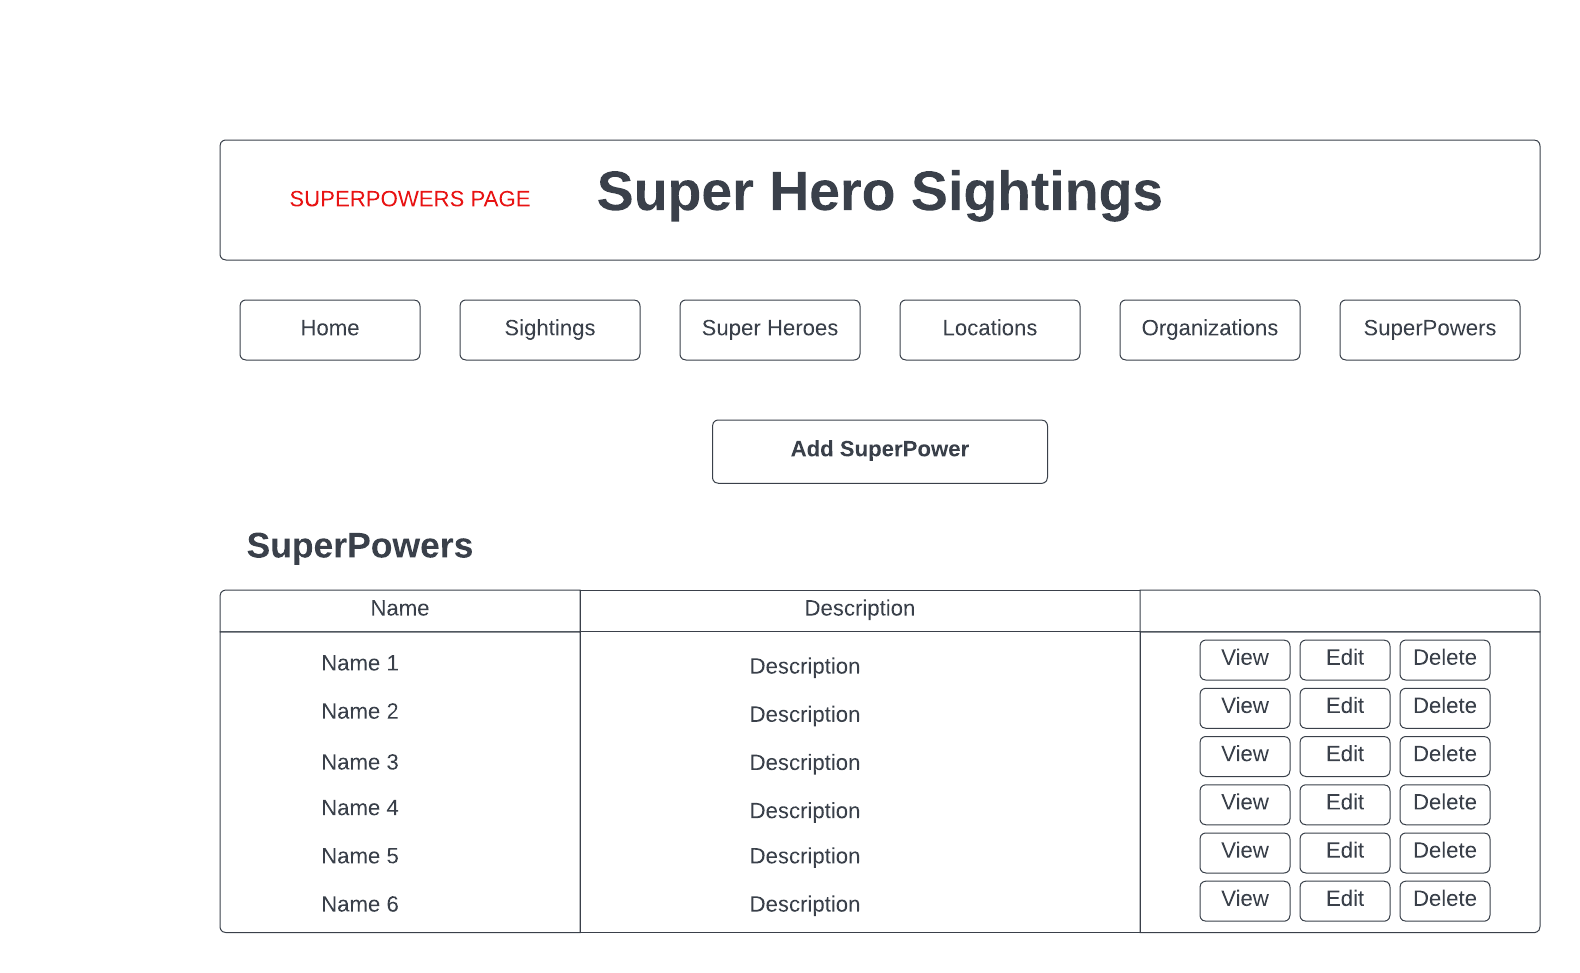 SUPERPOWERS PAGE
Super Hero Sightings
Home
Sightings
Super Heroes
Locations
Organizations
SuperPowers
Add SuperPower
SuperPowers
Name Description
Name 1 Description View Edit Delete
Name 2 Description View Edit Delete
Name 3 Description View Edit Delete
Name 4 Description View Edit Delete
Name 5 Description View Edit Delete
Name 6 Description View Edit Delete